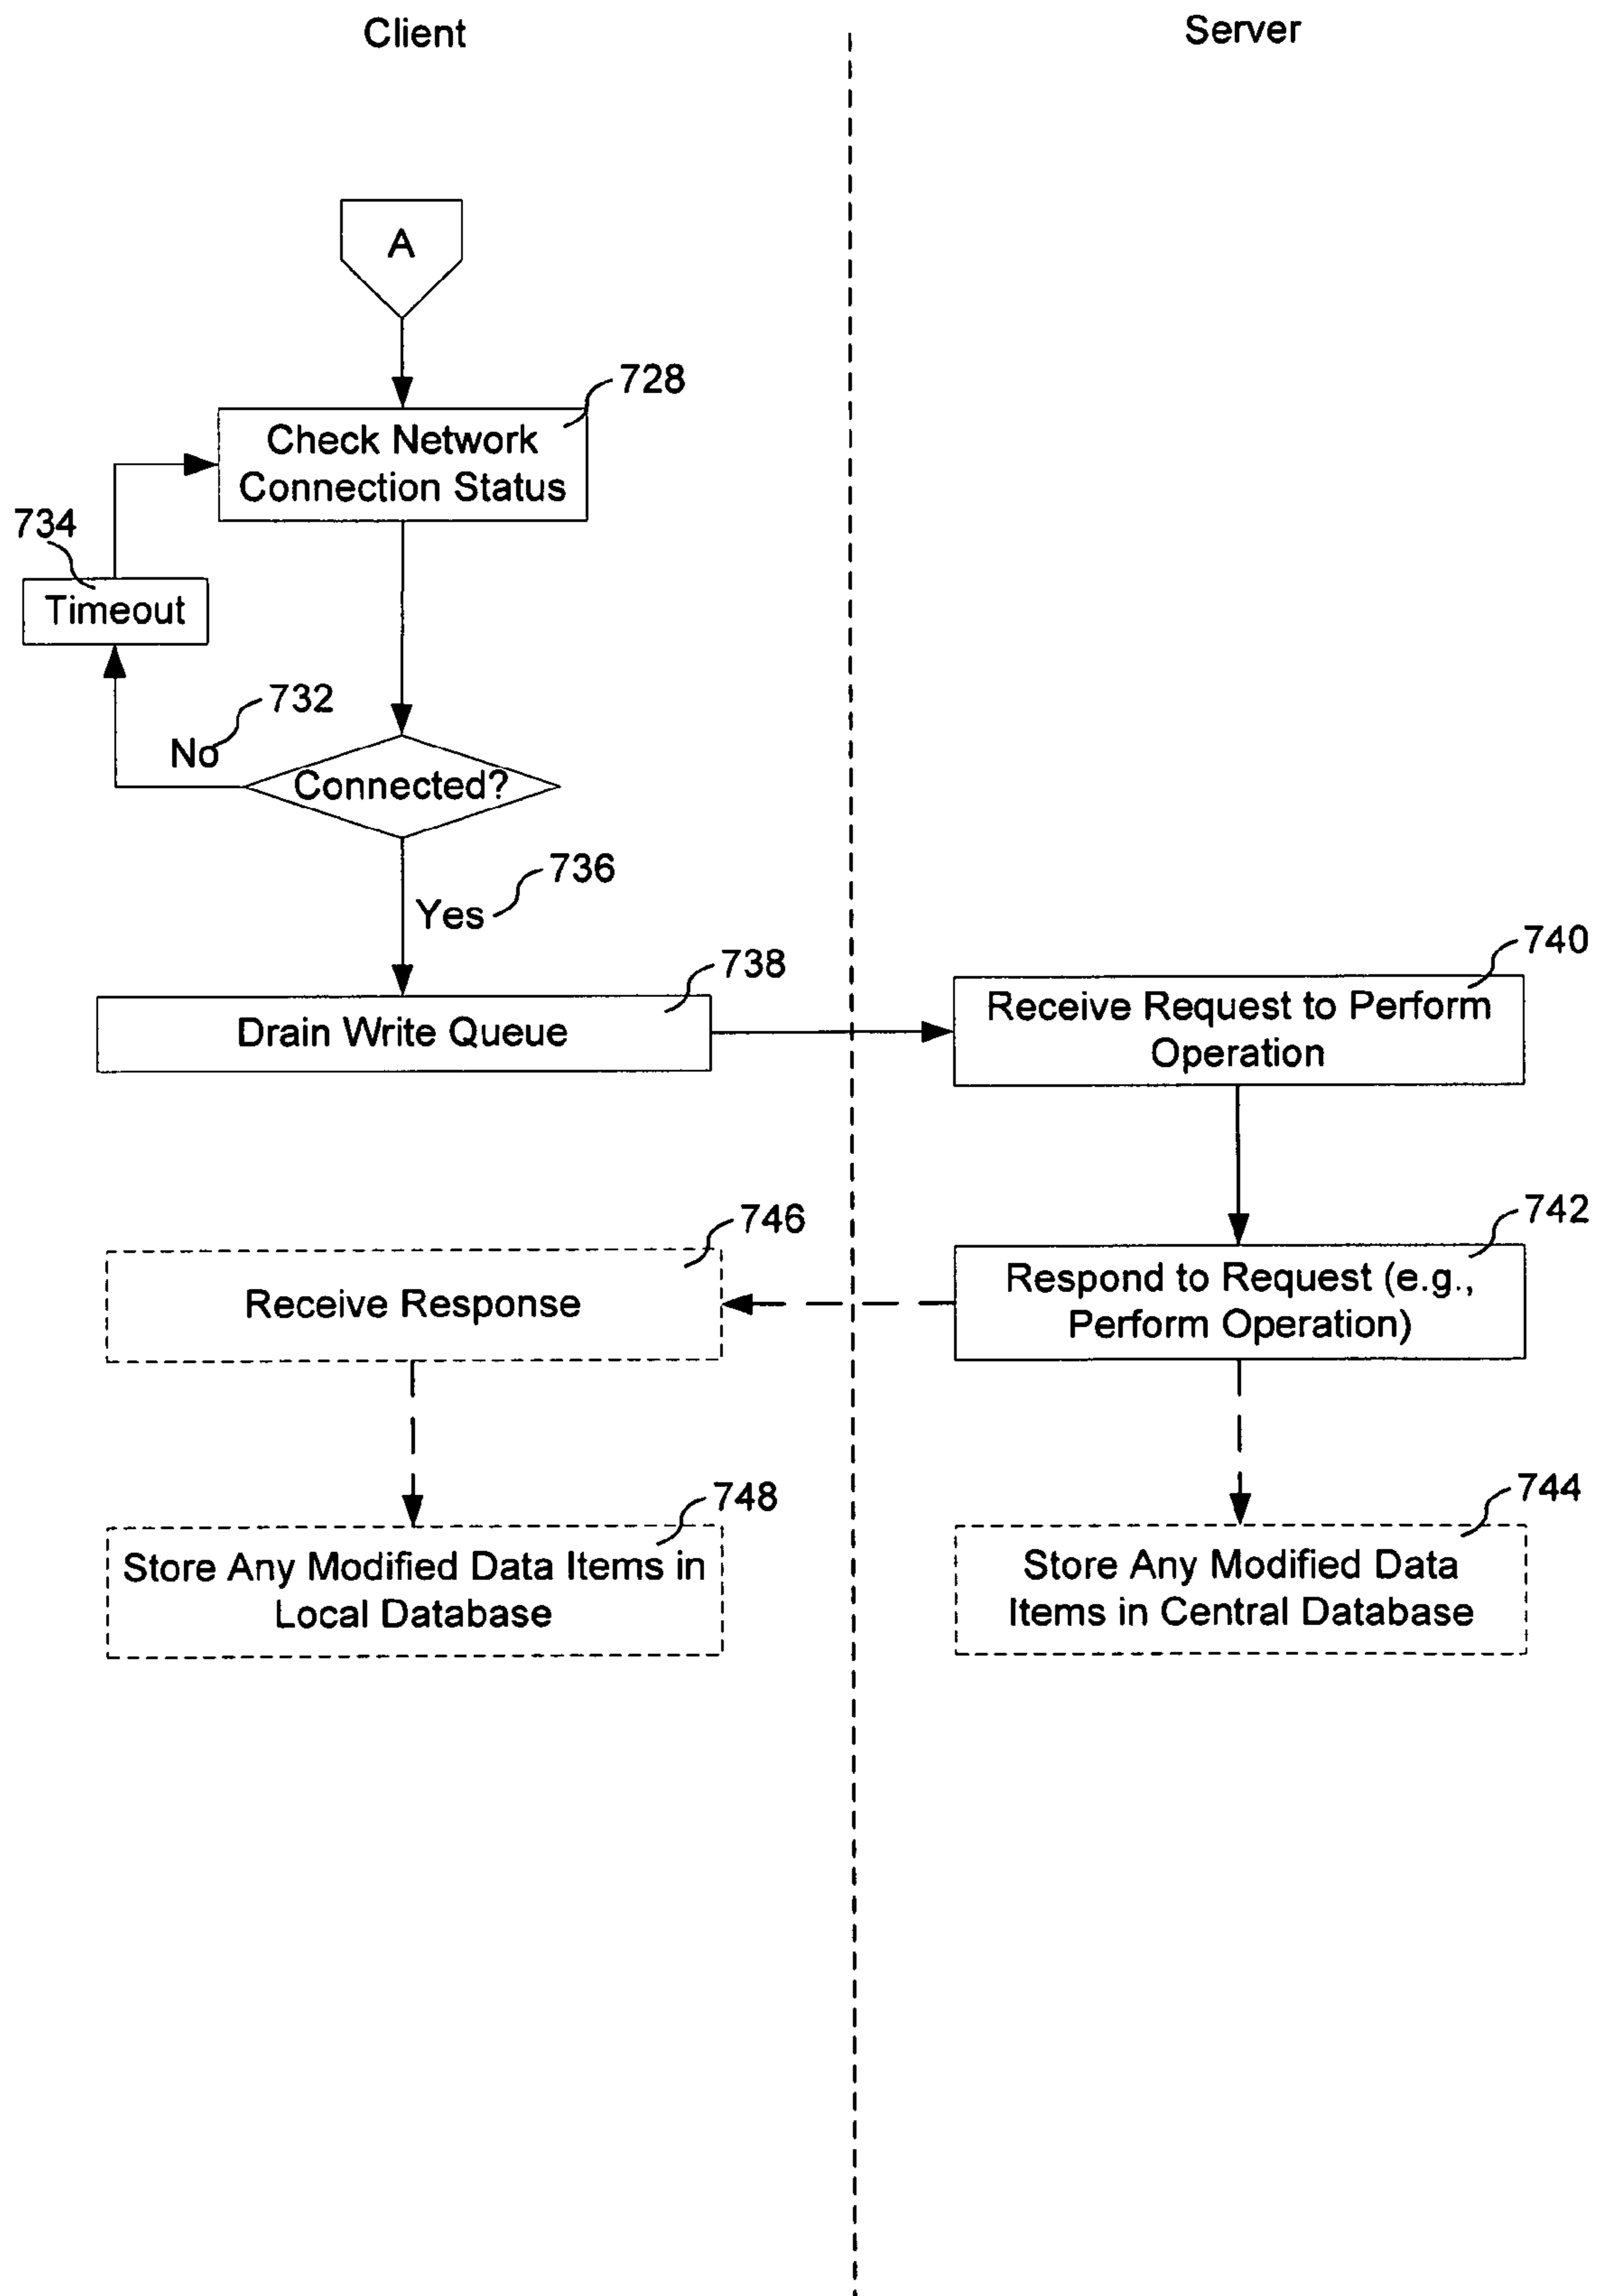 Client
Server
A
728
Check Network
Connection Status
734
Timeout
732
No
Connected?
736
Yes
738
Drain Write Queue
740
Receive Request to Perform
Operation
746
Receive Response
742
Respond to Request (e.g.,
Perform Operation)
748
Store Any Modified Data Items in
Local Database
744
Store Any Modified Data
Items in Central Database